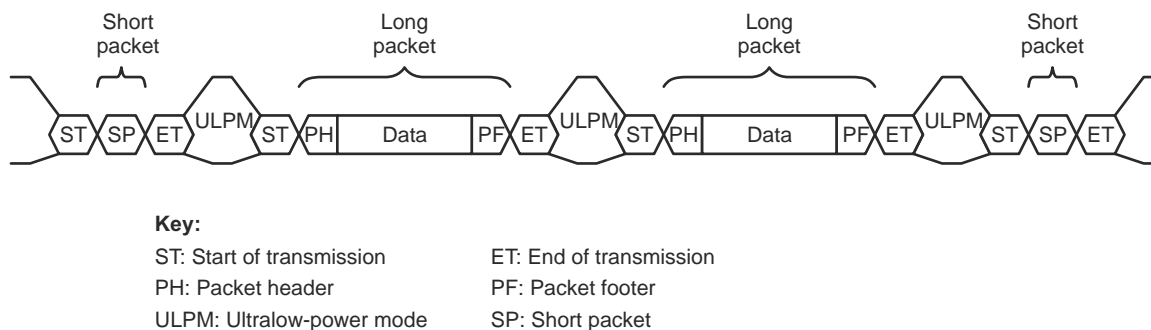 Short packet
Long packet
Long packet
Short packet
ST SP ET ULPM ST PH Data PF ET ULPM ST PH Data PF ET ULPM ST SP ET
Key:
ST: Start of transmission ET: End of transmission
PH: Packet header PF: Packet footer
ULPM: Ultralow-power mode SP: Short packet